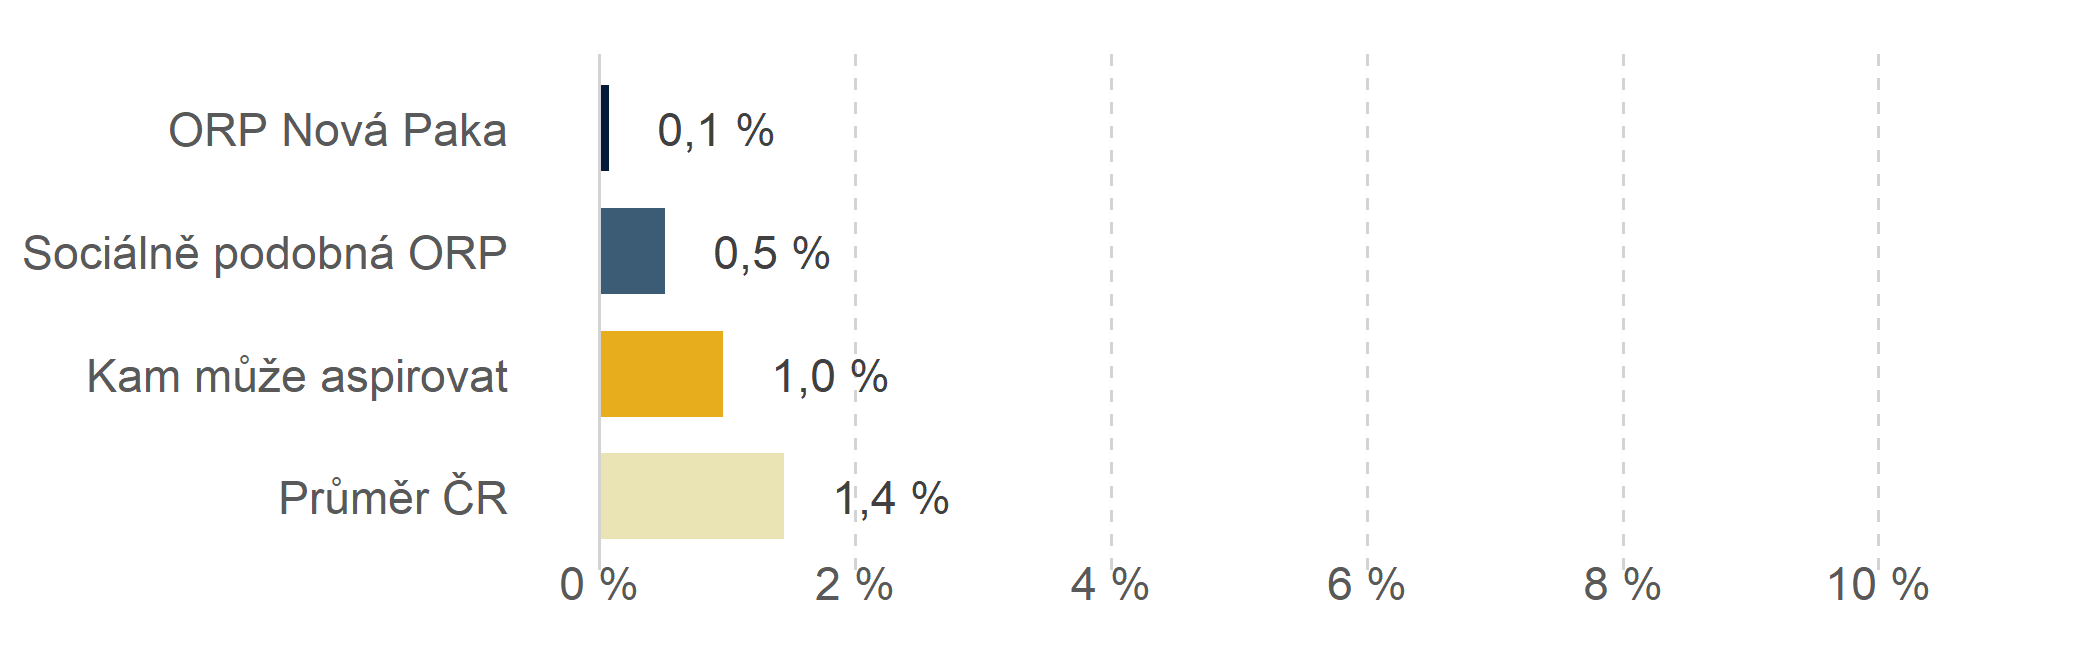 ORP Nová Paka 0,1 %
Sociálně podobná ORP 0,5 %
Kam může aspirovat 1,0 %
Průměr ČR 1,4 %
0 % 2 % 4 % 6 % 8 % 10 %